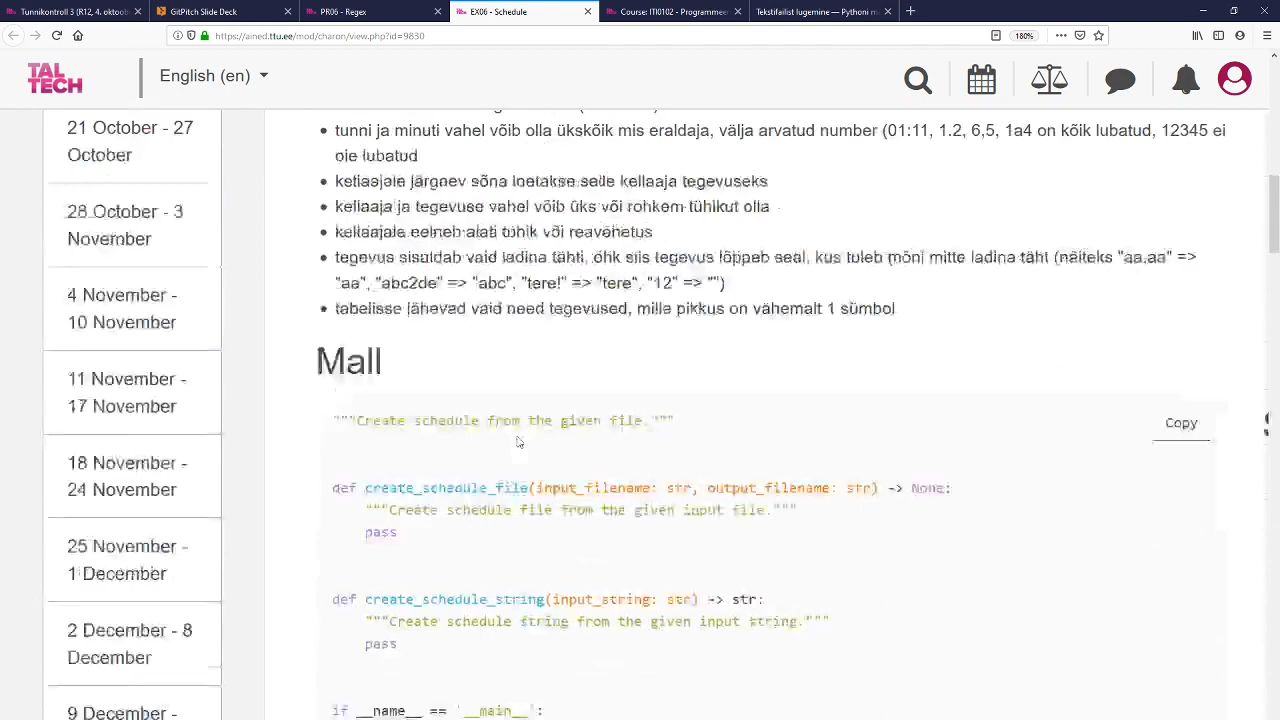 Tunnikontroll 3 (R12, 4. oktoob
GitPitch Slide Deck
PR06 - Regex
EX06 - Schedule
Course: ITI0102 - Programmeer
Tekstifailist lugemine — Pythoni m
https://ained.ttu.ee/mod/charon/view.php?id=9830
180%
TAL TECH
English (en)
21 October - 27 October
28 October - 3 November
4 November - 10 November
11 November - 17 November
18 November - 24 November
25 November - 1 December
2 December - 8 December
9 December -
tunni ja minuti vahel võib olla ükskõik mis eraldaja, välja arvatud number (01:11, 1.2, 6,5, 1a4 on kõik lubatud, 12345 ei
ole lubatud
kellaajale järgnev sõna loetakse selle kellaaja tegevuseks
kellaaja ja tegevuse vahel võib üks või rohkem tühikut olla
kellaajale eelneb alati tühik või reavahetus
tegevus sisaldab vaid ladina tähti, õhk siis tegevus lõppeb seal, kus tuleb mõni mitte ladina täht (näiteks "aa.aa" =>
"aa", "abc2de" => "abc", "tere!" => "tere", "12" => "")
tabelisse lähevad vaid need tegevused, mille pikkus on vähemalt 1 sümbol
Mall
Copy
"""Create schedule from the given file."""
def create_schedule_file(input_filename: str, output_filename: str) -> None:
"""Create schedule file from the given input file."""
pass
def create_schedule_string(input_string: str) -> str:
"""Create schedule string from the given input string."""
pass
if __name__ == '__main__':